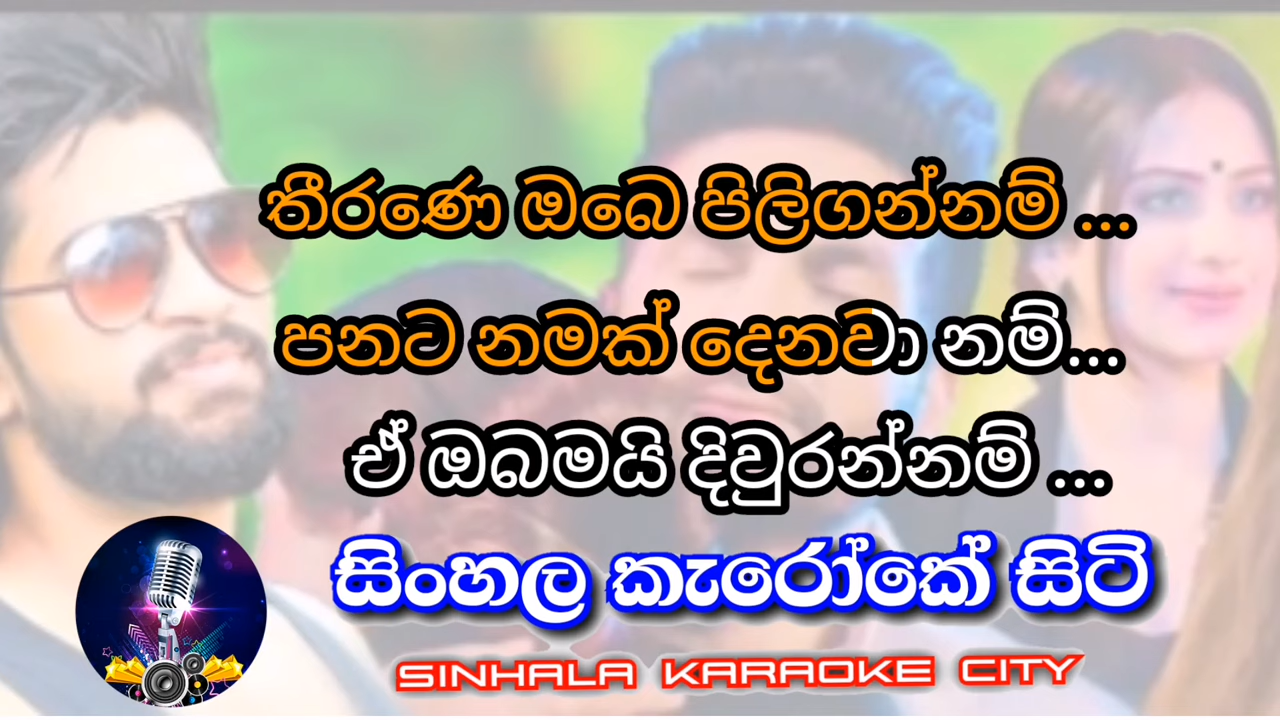 තීරණෙ ඔබෙ පිලිගන්නම් ...
පනට නමක් දෙනවා නම්...
ඒ ඔබමයි දිවුරන්නම් ...
සිංහල කැරෝකේ සිටි
SINHALA KARAOKE CITY